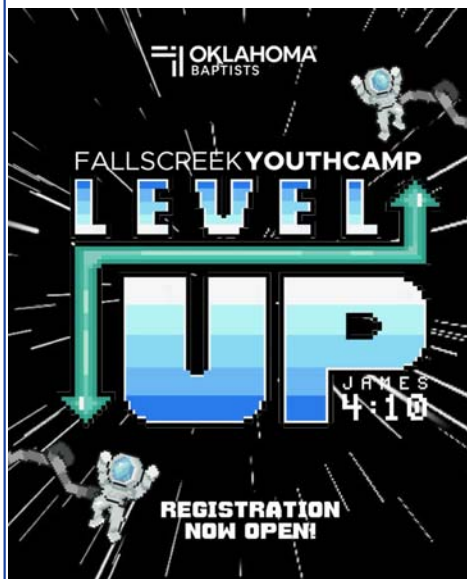 OKLAHOMA
BAPTISTS
FALLSCREEKYOUTHCAMP
LEVEL
UP
JAMES
4:10
REGISTRATION
NOW OPEN!